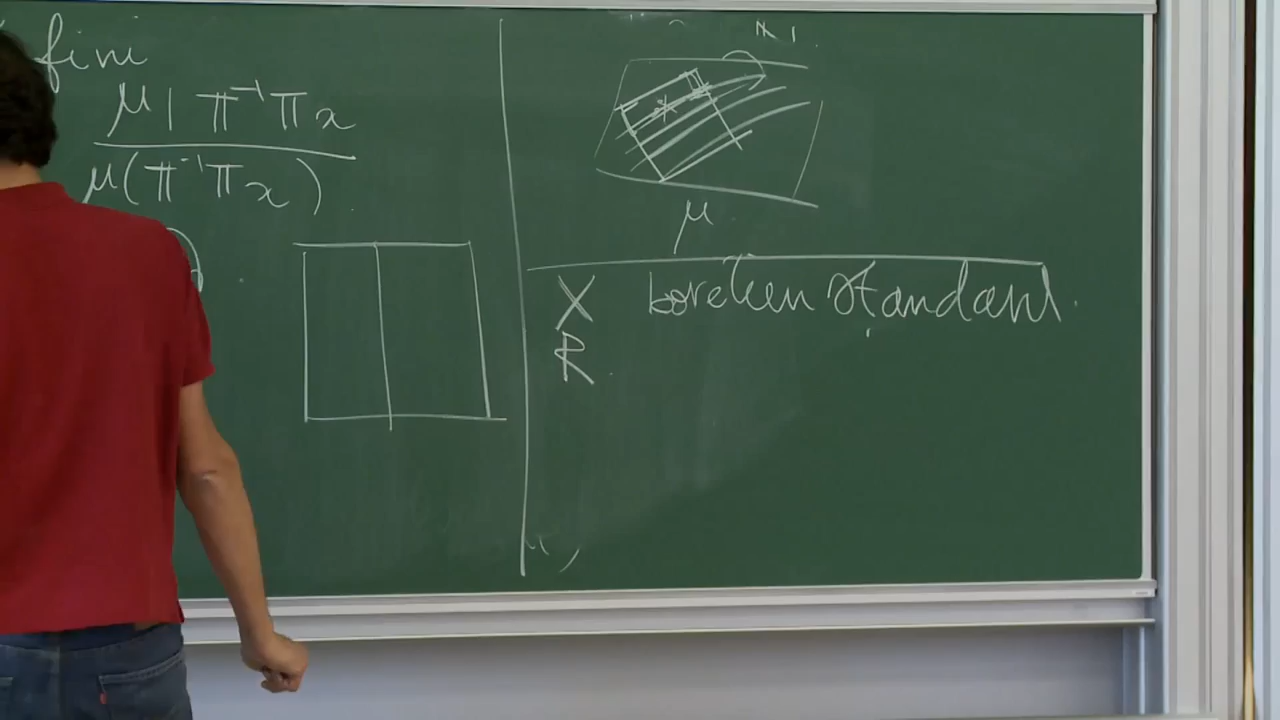 fini
μ | π⁻¹πx
μ(π⁻¹πx) .
μ
X borelien standard.
R.